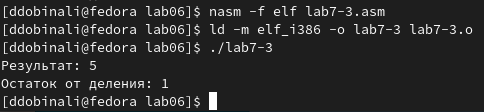 [ddobinali@fedora lab06]$ nasm -f elf lab7-3.asm
[ddobinali@fedora lab06]$ ld -m elf_i386 -o lab7-3 lab7-3.o
[ddobinali@fedora lab06]$ ./lab7-3
Результат: 5
Остаток от деления: 1
[ddobinali@fedora lab06]$